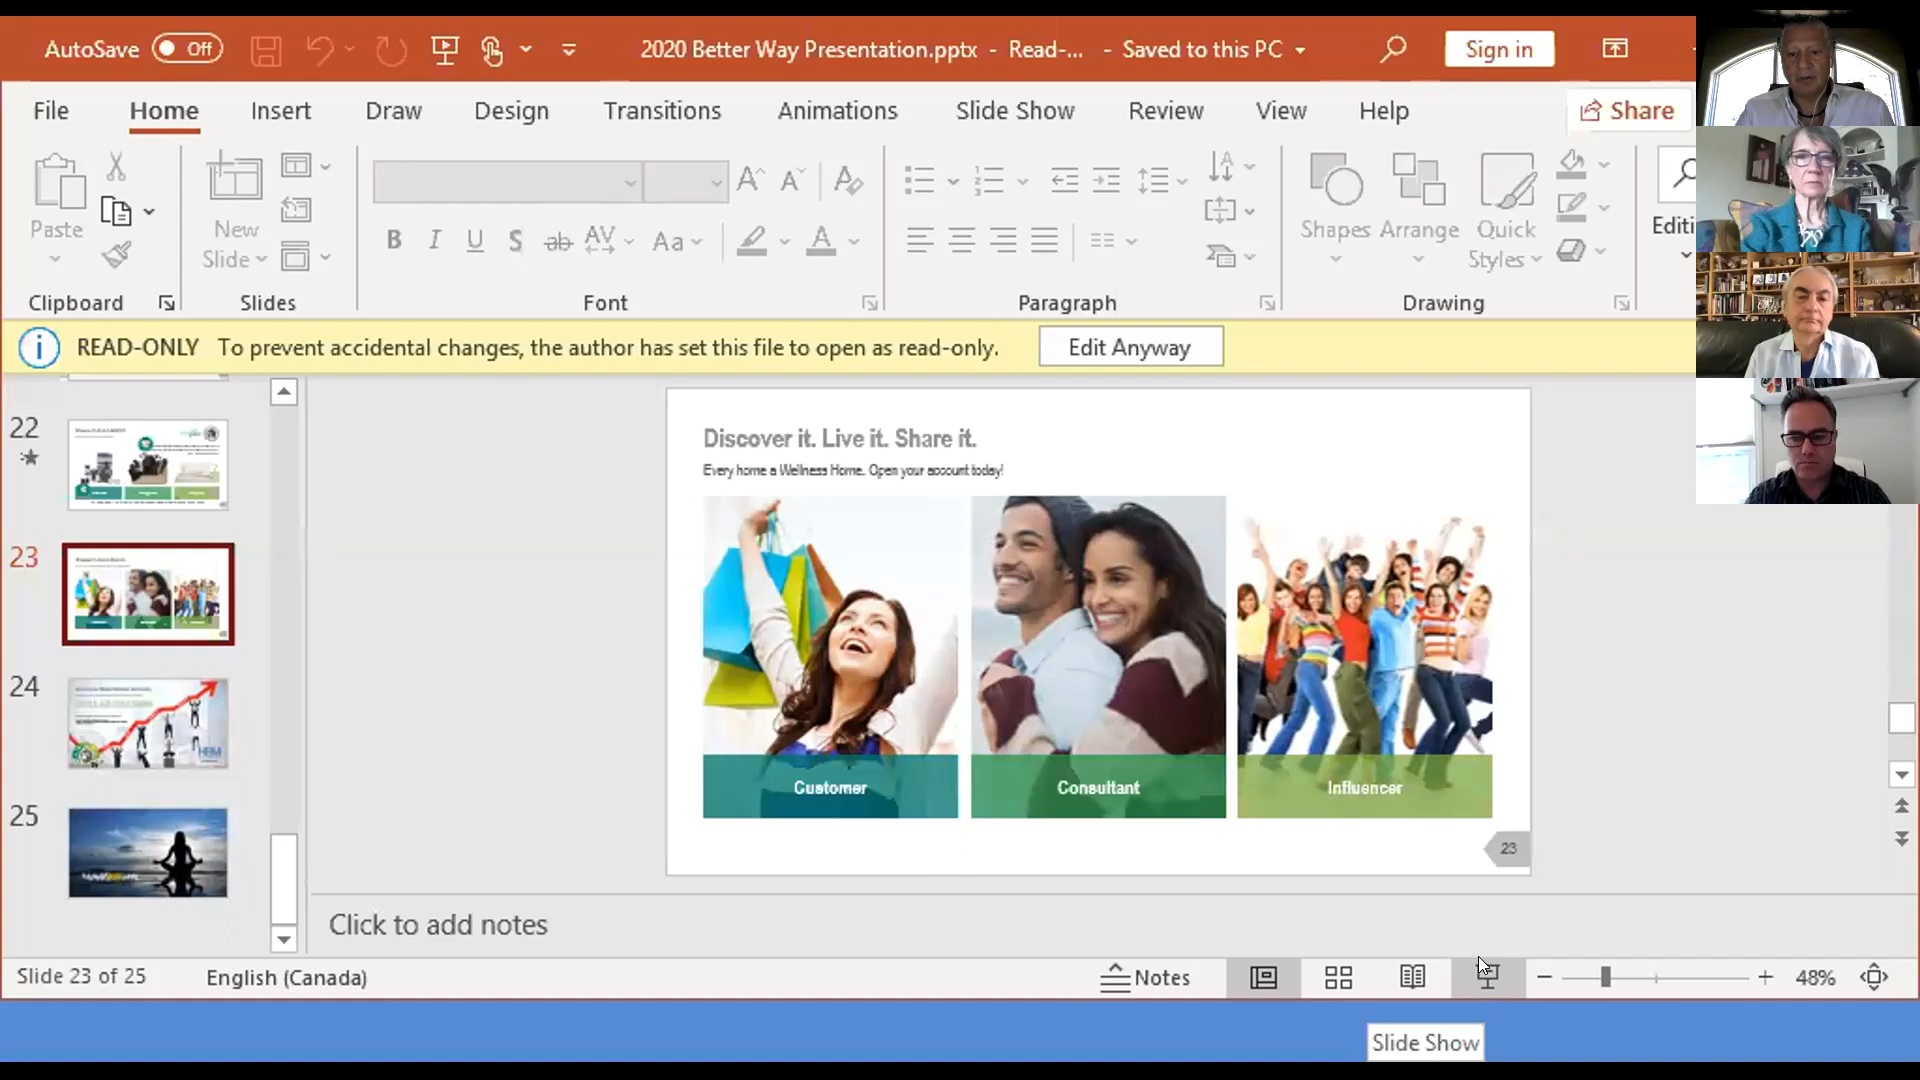 AutoSave Off 2020 Better Way Presentation.pptx - Read-... - Saved to this PC Sign in
File Home Insert Draw Design Transitions Animations Slide Show Review View Help Share
Paste New Slide Shapes Arrange Quick Styles Editi
B I U S ab AV Aa A
Clipboard Slides Font Paragraph Drawing
READ-ONLY To prevent accidental changes, the author has set this file to open as read-only. Edit Anyway
22
23
24
25
Discover it. Live it. Share it.
Every home a Wellness Home. Open your account today!
Customer Consultant Influencer
23
Click to add notes
Slide 23 of 25 English (Canada) Notes 48%
Slide Show